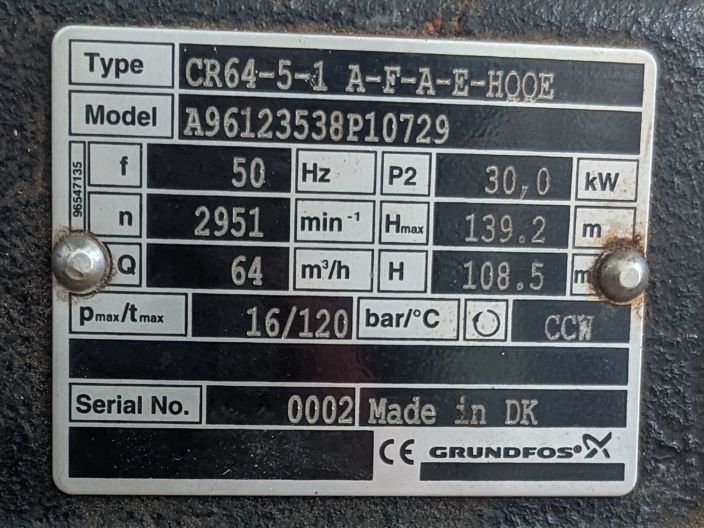 Type CR64-5-1 A-F-A-E-HQQE
Model A96123538P10729
96547135
f 50 Hz P2 30,0 kW
n 2951 min⁻¹ Hmax 139.2 m
Q 64 m³/h H 108.5 m
pmax/tmax 16/120 bar/°C CCW
Serial No. 0002 Made in DK
CE GRUNDFOS